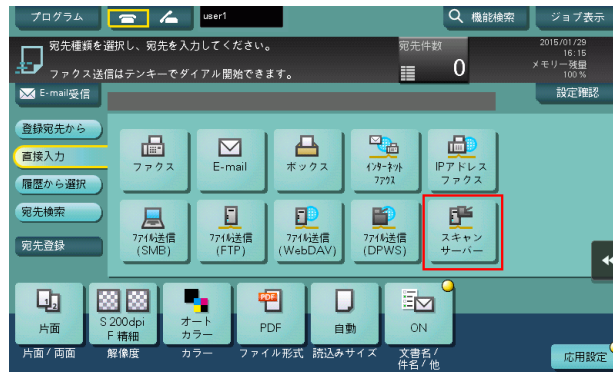 プログラム
user1
機能検索
ジョブ表示
宛先種類を選択し、宛先を入力してください。
ファクス送信はテンキーでダイアル開始できます。
宛先件数
0
2015/01/29
16:15
メモリー残量
100 %
E-mail受信
設定確認
登録宛先から
直接入力
履歴から選択
宛先検索
宛先登録
ファクス
E-mail
ボックス
インターネット
ファクス
IPアドレス
ファクス
ファイル送信
(SMB)
ファイル送信
(FTP)
ファイル送信
(WebDAV)
ファイル送信
(DPWS)
スキャン
サーバー
片面
S 200dpi
F 精細
オート
カラー
PDF
PDF
自動
ON
片面/両面
解像度
カラー
ファイル形式
読込みサイズ
文書名/
件名/他
応用設定